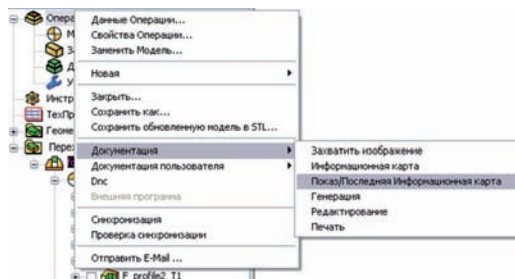 Опера
Данные Операции...
Свойства Операции...
Заменить Модель...
Новая
Инстр
Закрыть...
ТехПр
Сохранить как...
Геоме
Сохранить обновленную модель в STL...
Перех
Документация
Захватить изображение
Документация пользователя
Информационная карта
Dnc
Показ/Последняя Информационная карта
Внешняя программа
Генерация
Синхронизация
Редактирование
Проверка синхронизации
Печать
Отправить E-Mail ...
F_profile2_T1